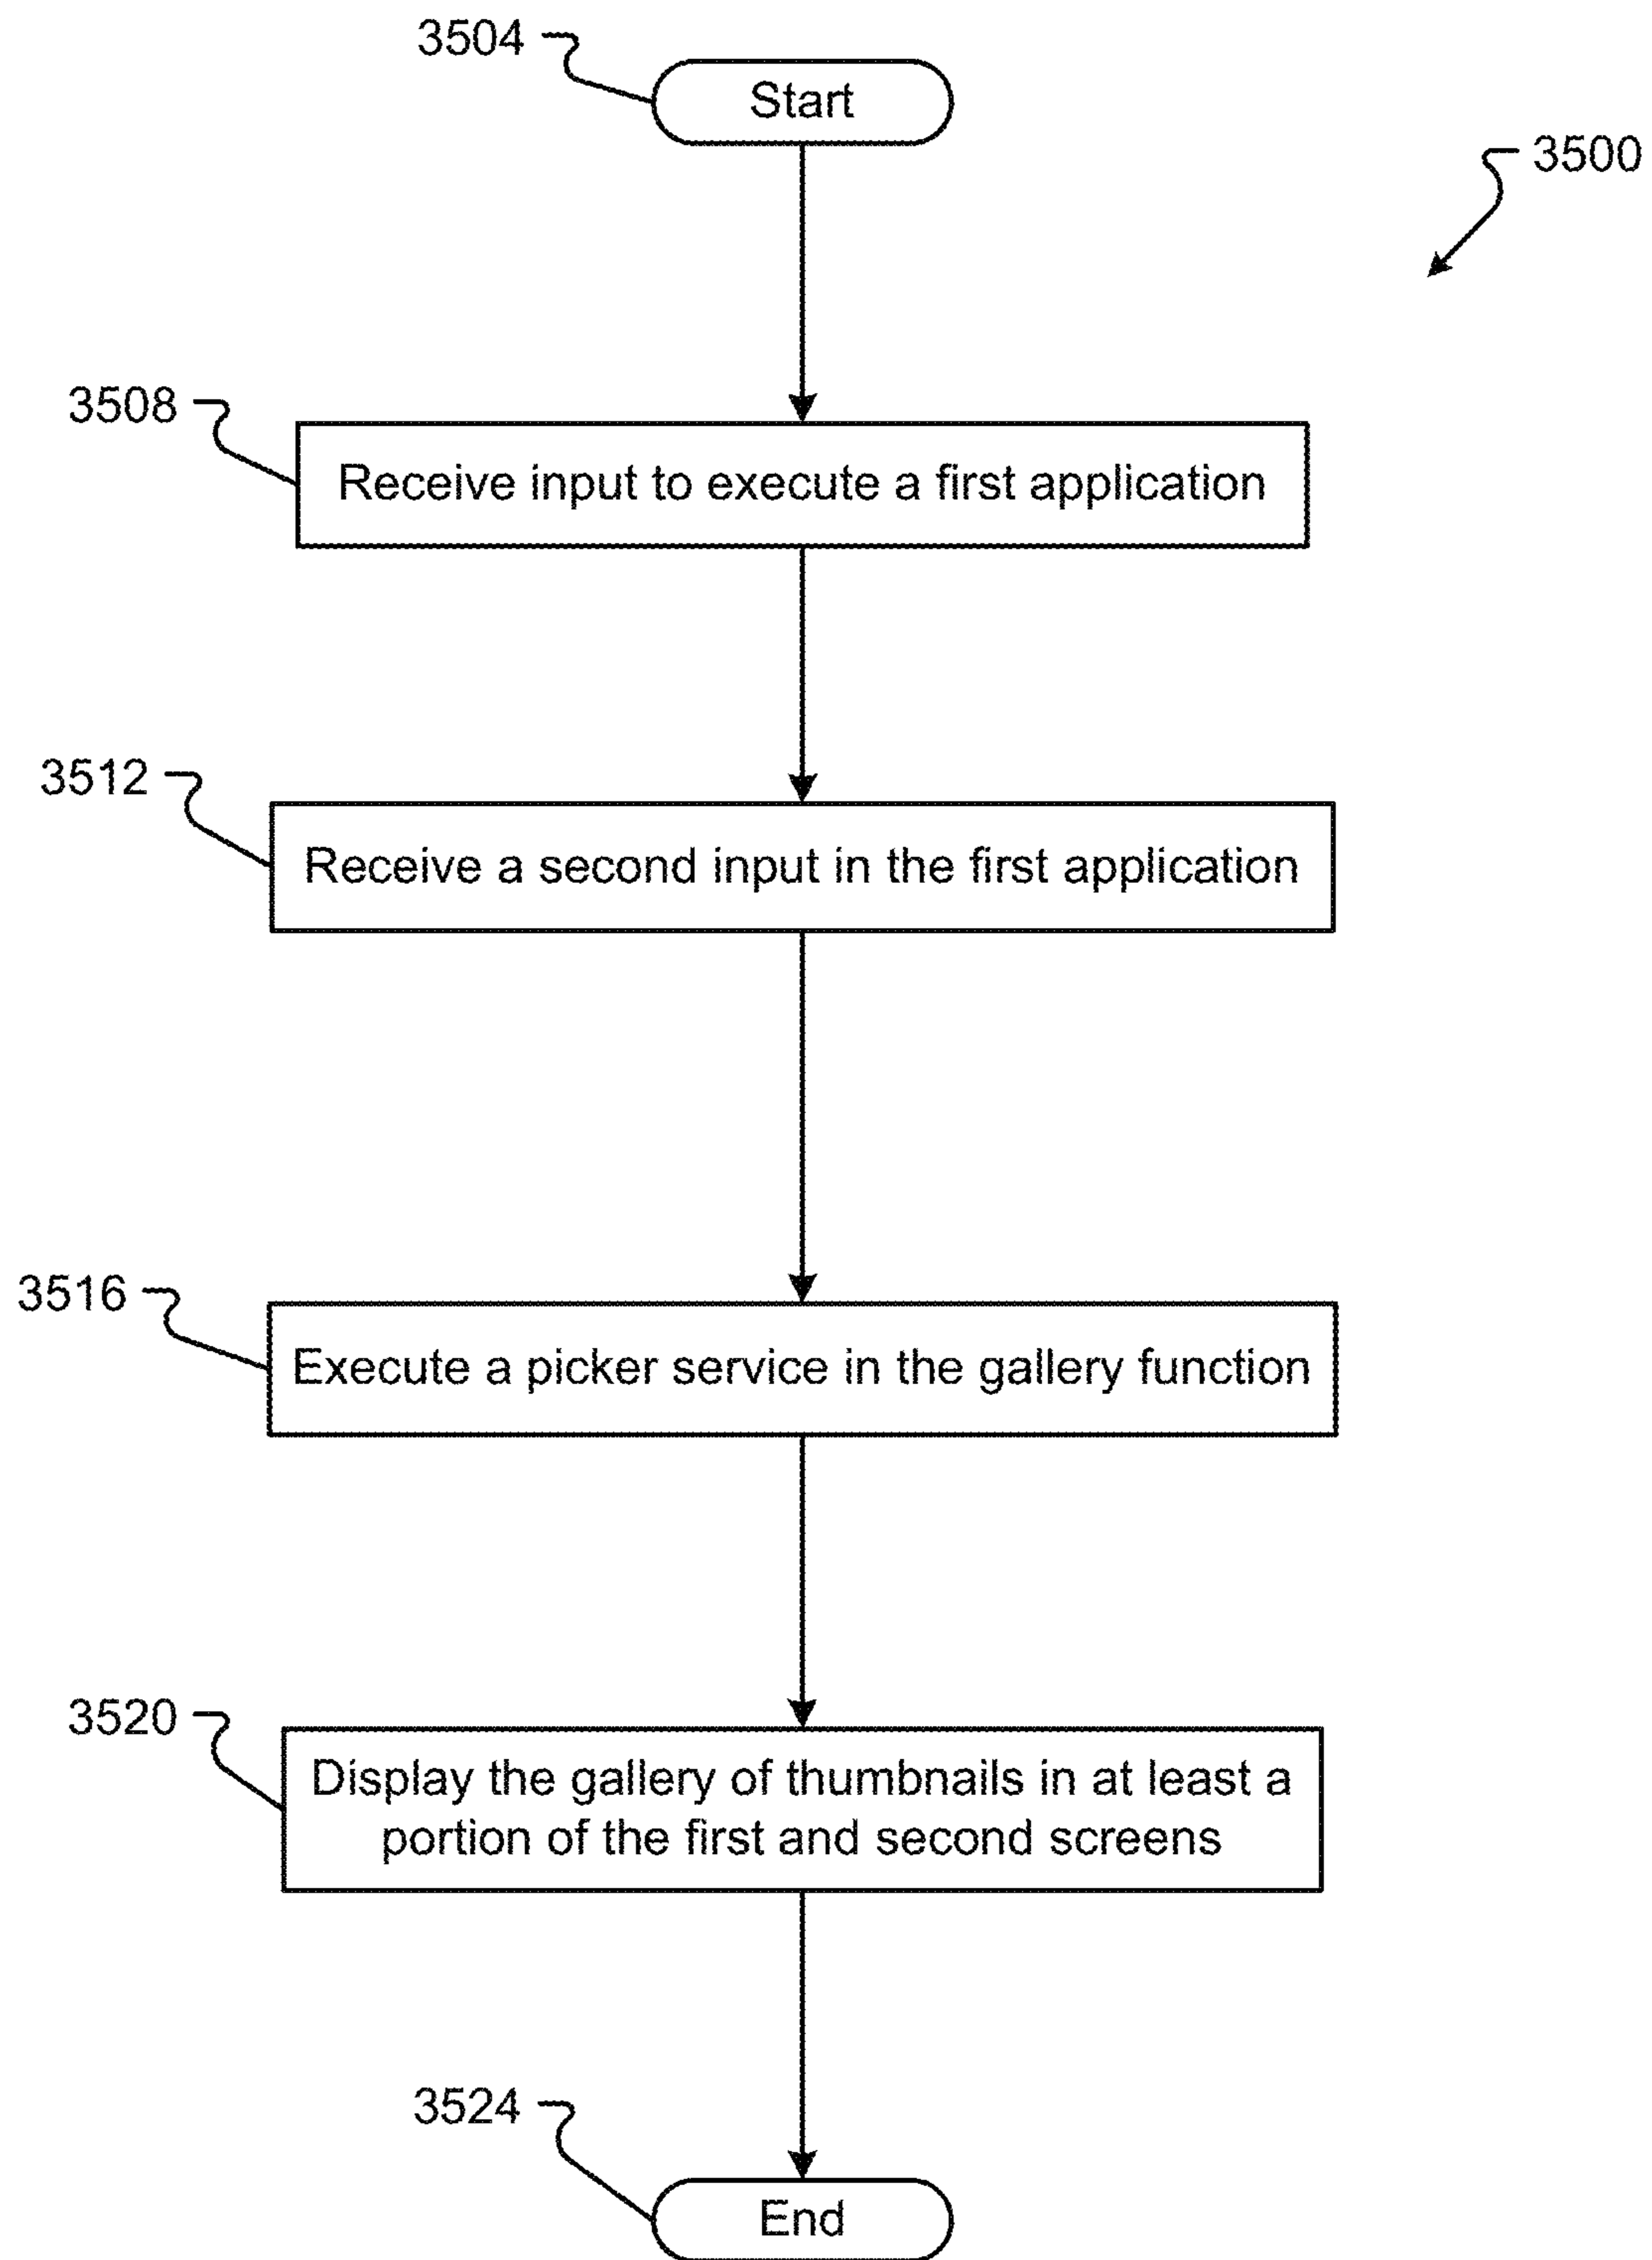 3504
Start
3500
3508
Receive input to execute a first application
3512
Receive a second input in the first application
3516
Execute a picker service in the gallery function
3520
Display the gallery of thumbnails in at least a
portion of the first and second screens
3524
End